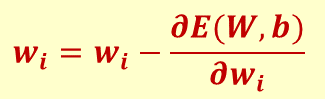 w_i = w_i − ∂E(W, b) / ∂w_i